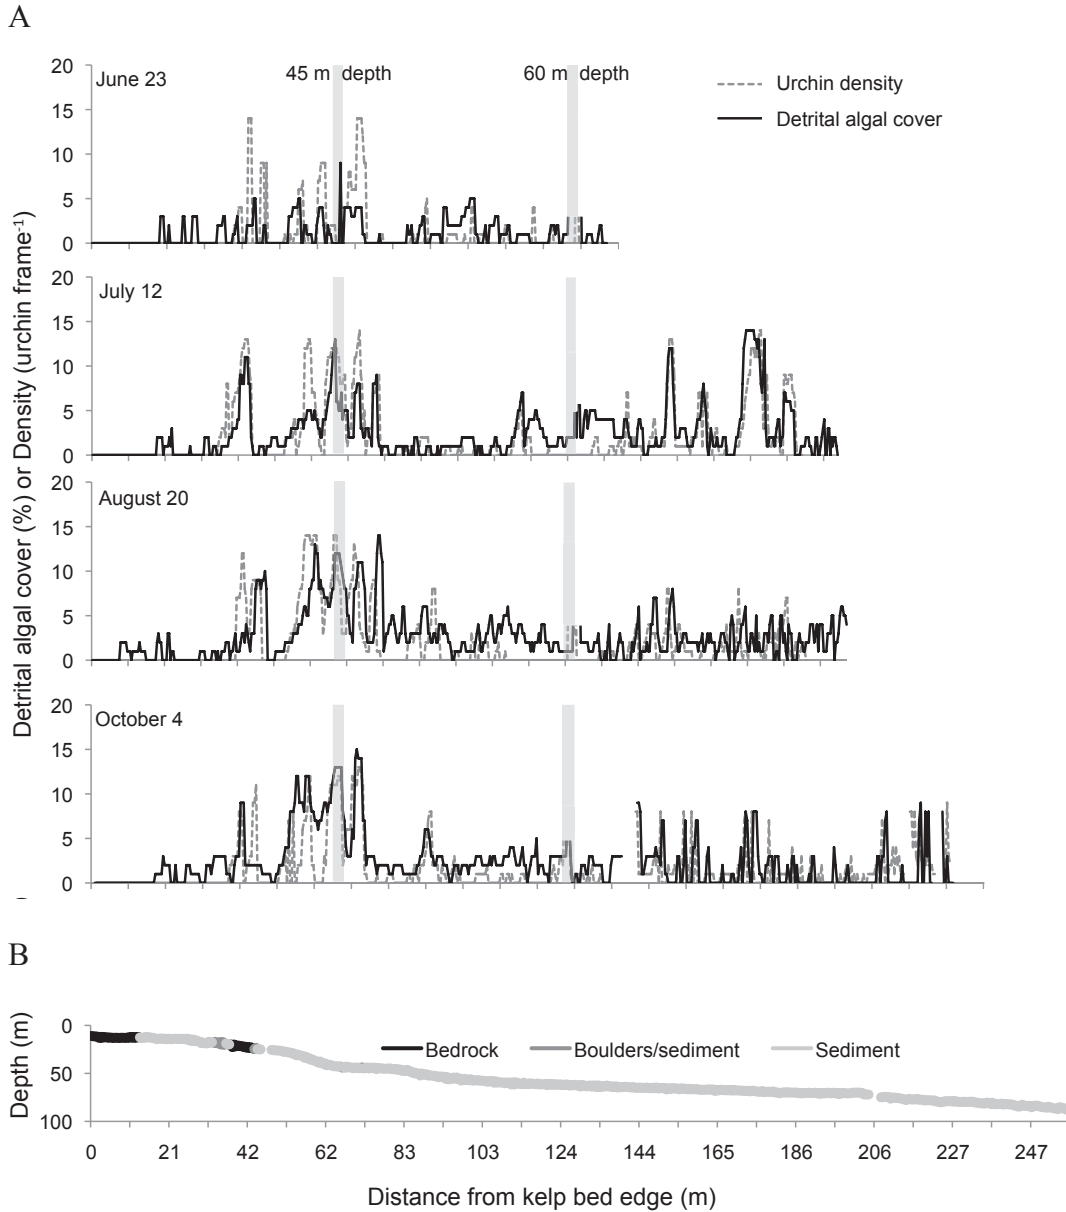 A
June 23
45 m depth
60 m depth
Urchin density
Detrital algal cover
20
15
10
5
0
July 12
20
15
10
5
0
August 20
20
15
10
5
0
October 4
20
15
10
5
0
Detrital algal cover (%) or Density (urchin frame-1)
B
Depth (m)
0
50
100
Bedrock
Boulders/sediment
Sediment
0 21 42 62 83 103 124 144 165 186 206 227 247
Distance from kelp bed edge (m)